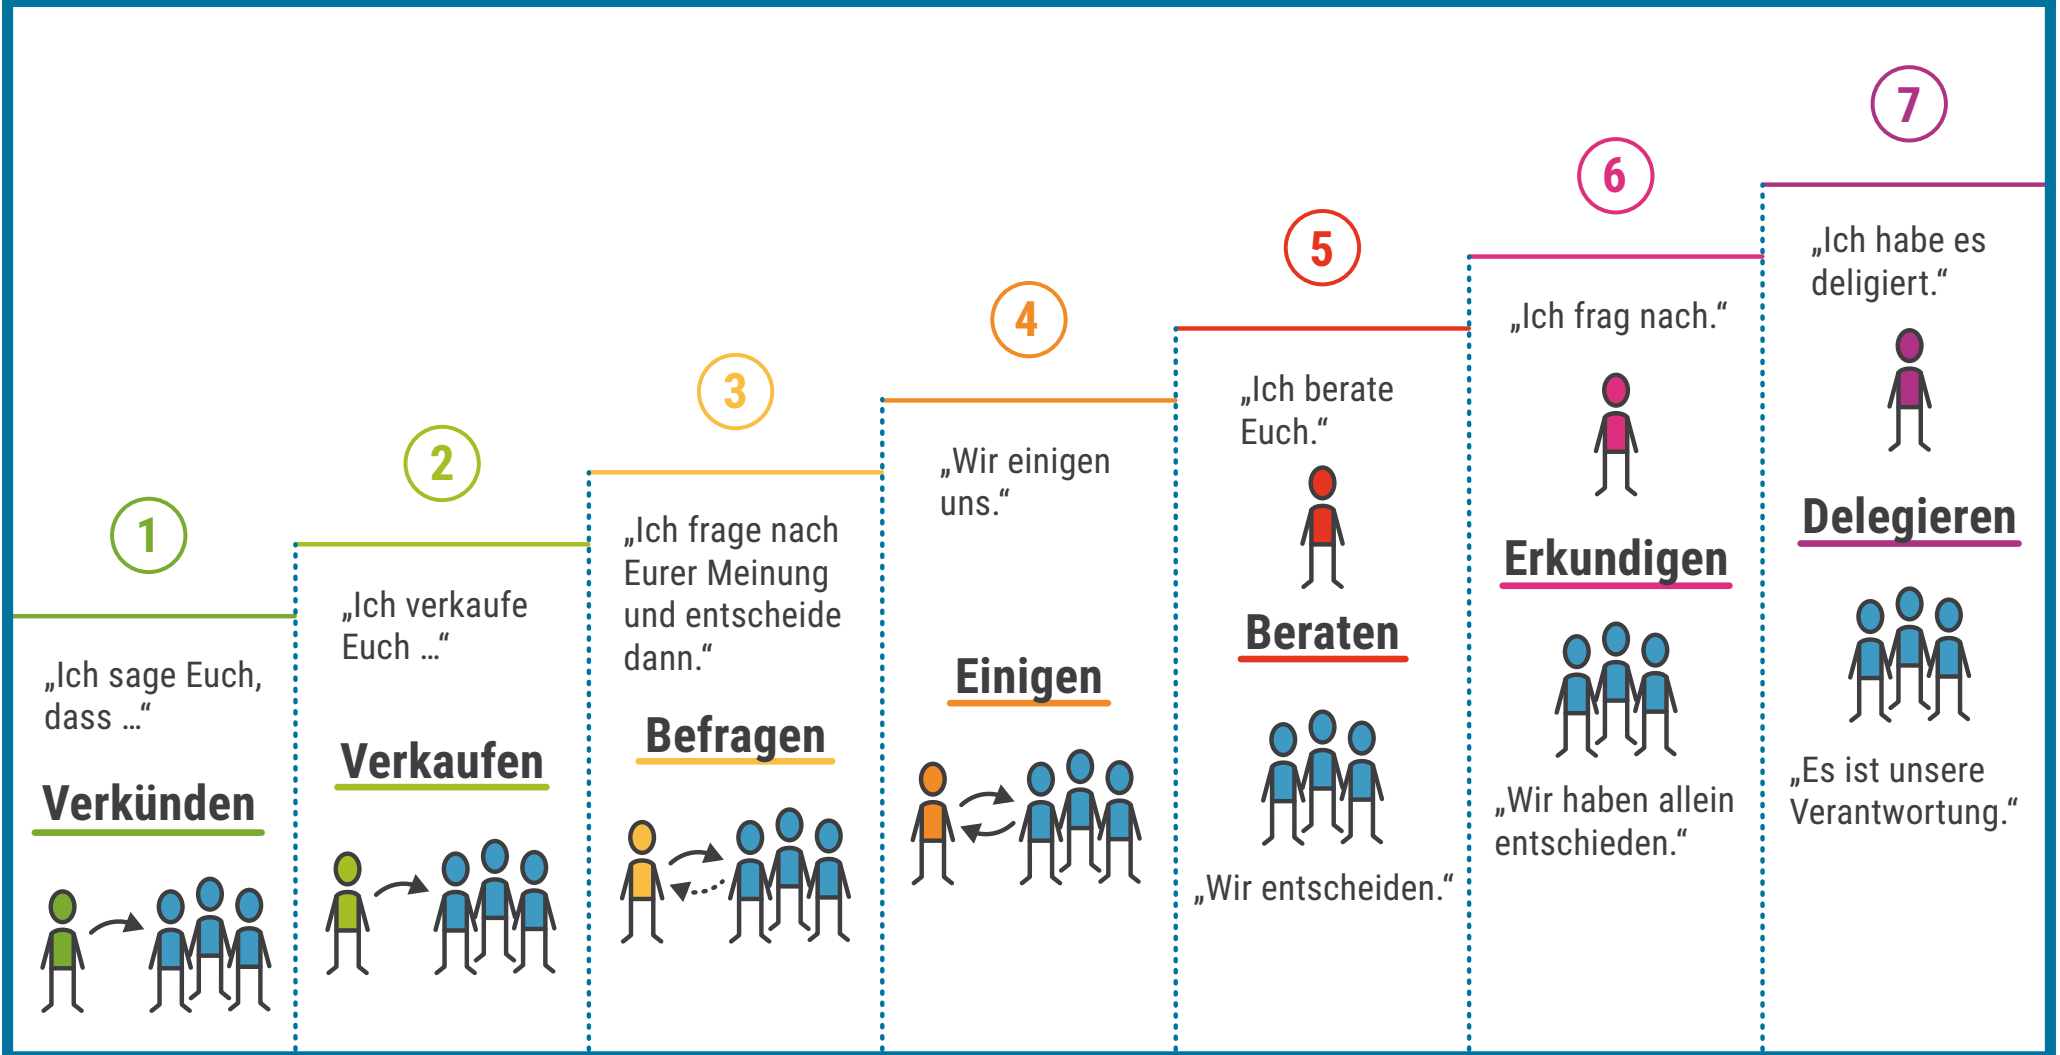 1
„Ich sage Euch,
dass ...“
Verkünden
2
„Ich verkaufe
Euch ...“
Verkaufen
3
„Ich frage nach
Eurer Meinung
und entscheide
dann.“
Befragen
4
„Wir einigen
uns.“
Einigen
5
„Ich berate
Euch.“
Beraten
„Wir entscheiden.“
6
„Ich frag nach.“
Erkundigen
„Wir haben allein
entschieden.“
7
„Ich habe es
deligiert.“
Delegieren
„Es ist unsere
Verantwortung.“